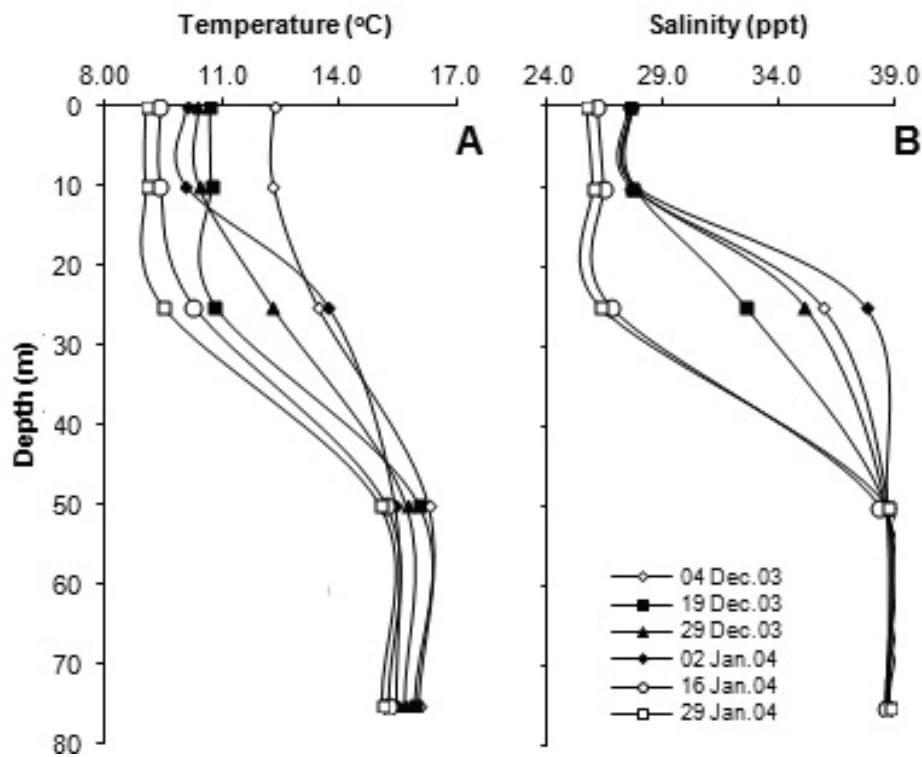 Temperature (ºC)
Salinity (ppt)
8.00 11.0 14.0 17.0
24.0 29.0 34.0 39.0
0
A
B
10
20
30
Depth (m)
40
50
60
70
80
04 Dec.03
19 Dec.03
29 Dec.03
02 Jan.04
16 Jan.04
29 Jan.04